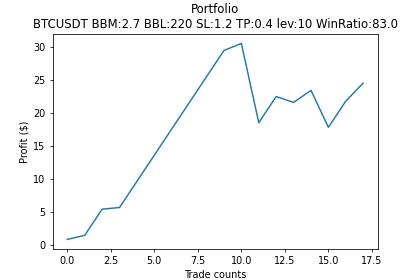 Portfolio
BTCUSDT BBM:2.7 BBL:220 SL:1.2 TP:0.4 lev:10 WinRatio:83.0
30
25
20
15
10
5
0
Profit ($)
0.0 2.5 5.0 7.5 10.0 12.5 15.0 17.5
Trade counts